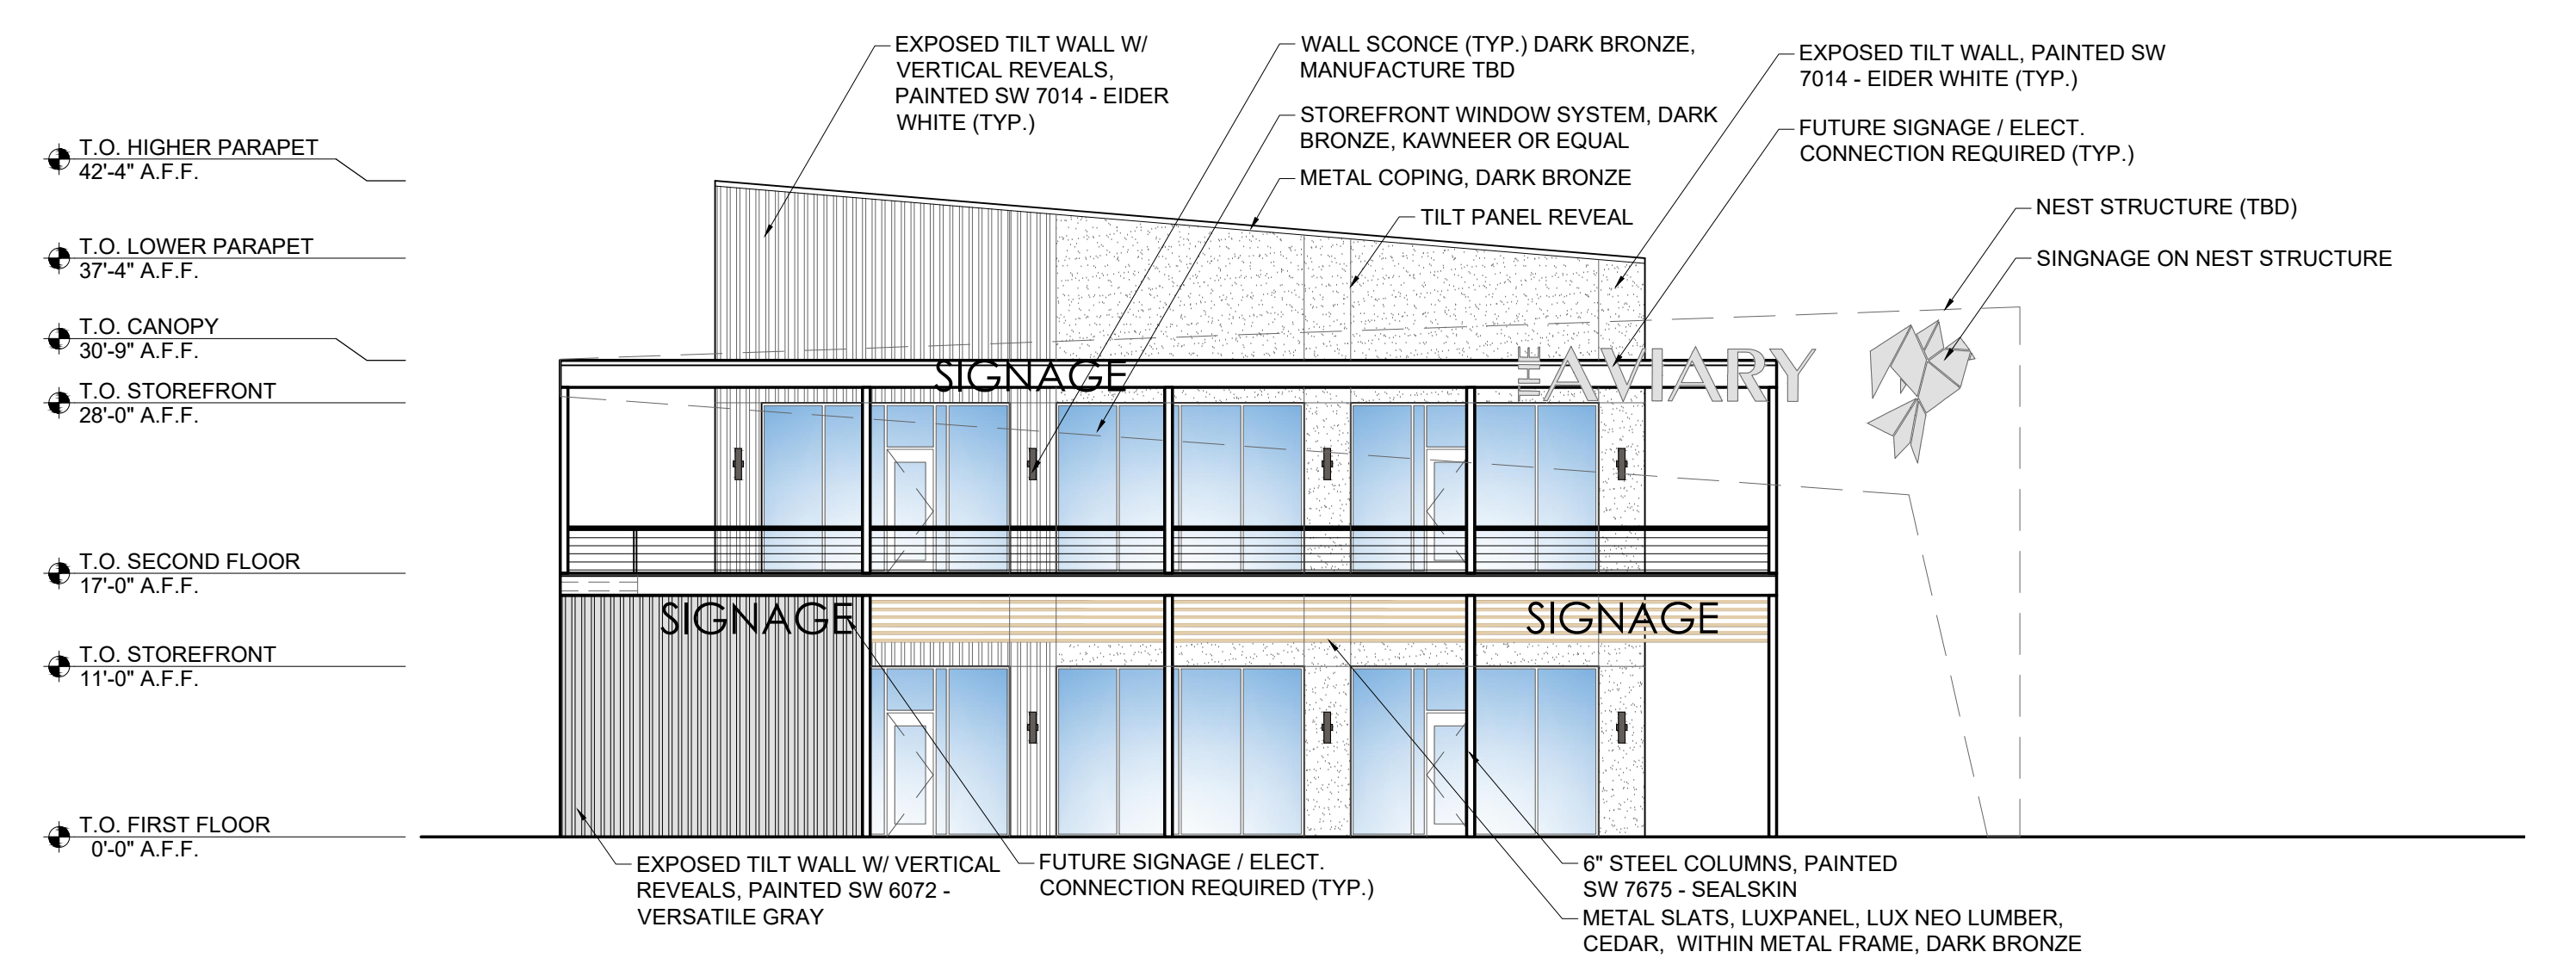 EXPOSED TILT WALL W/
VERTICAL REVEALS,
PAINTED SW 7014 - EIDER
WHITE (TYP.)
WALL SCONCE (TYP.) DARK BRONZE,
MANUFACTURE TBD
STOREFRONT WINDOW SYSTEM, DARK
BRONZE, KAWNEER OR EQUAL
METAL COPING, DARK BRONZE
TILT PANEL REVEAL
EXPOSED TILT WALL, PAINTED SW
7014 - EIDER WHITE (TYP.)
FUTURE SIGNAGE / ELECT.
CONNECTION REQUIRED (TYP.)
NEST STRUCTURE (TBD)
SINGNAGE ON NEST STRUCTURE
T.O. HIGHER PARAPET
42'-4" A.F.F.
T.O. LOWER PARAPET
37'-4" A.F.F.
T.O. CANOPY
30'-9" A.F.F.
T.O. STOREFRONT
28'-0" A.F.F.
T.O. SECOND FLOOR
17'-0" A.F.F.
T.O. STOREFRONT
11'-0" A.F.F.
T.O. FIRST FLOOR
0'-0" A.F.F.
SIGNAGE
THE AVIARY
SIGNAGE
SIGNAGE
EXPOSED TILT WALL W/ VERTICAL
REVEALS, PAINTED SW 6072 -
VERSATILE GRAY
FUTURE SIGNAGE / ELECT.
CONNECTION REQUIRED (TYP.)
6" STEEL COLUMNS, PAINTED
SW 7675 - SEALSKIN
METAL SLATS, LUXPANEL, LUX NEO LUMBER,
CEDAR, WITHIN METAL FRAME, DARK BRONZE